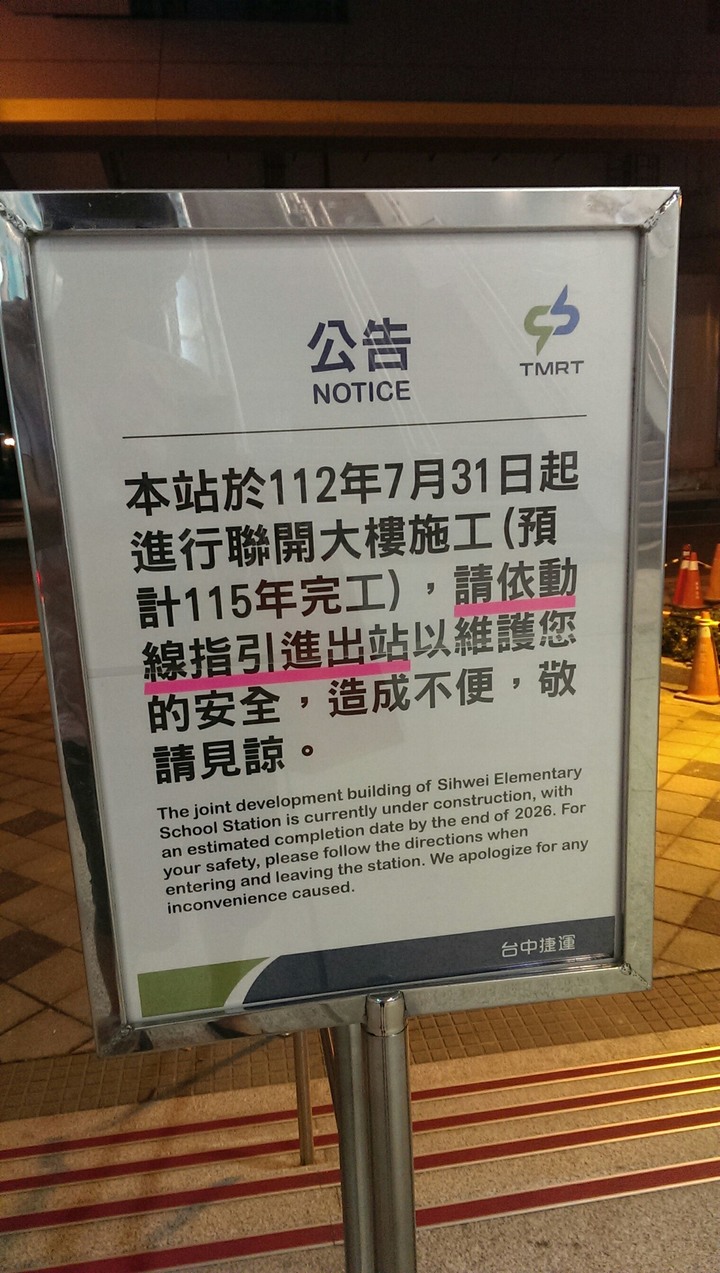 公告
NOTICE
TMRT
本站於112年7月31日起
進行聯開大樓施工(預
計115年完工)，請依動
線指引進出站以維護您
的安全，造成不便，敬
請見諒。
The joint development building of Sihwei Elementary
School Station is currently under construction, with
an estimated completion date by the end of 2026. For
your safety, please follow the directions when
entering and leaving the station. We apologize for any
inconvenience caused.
台中捷運